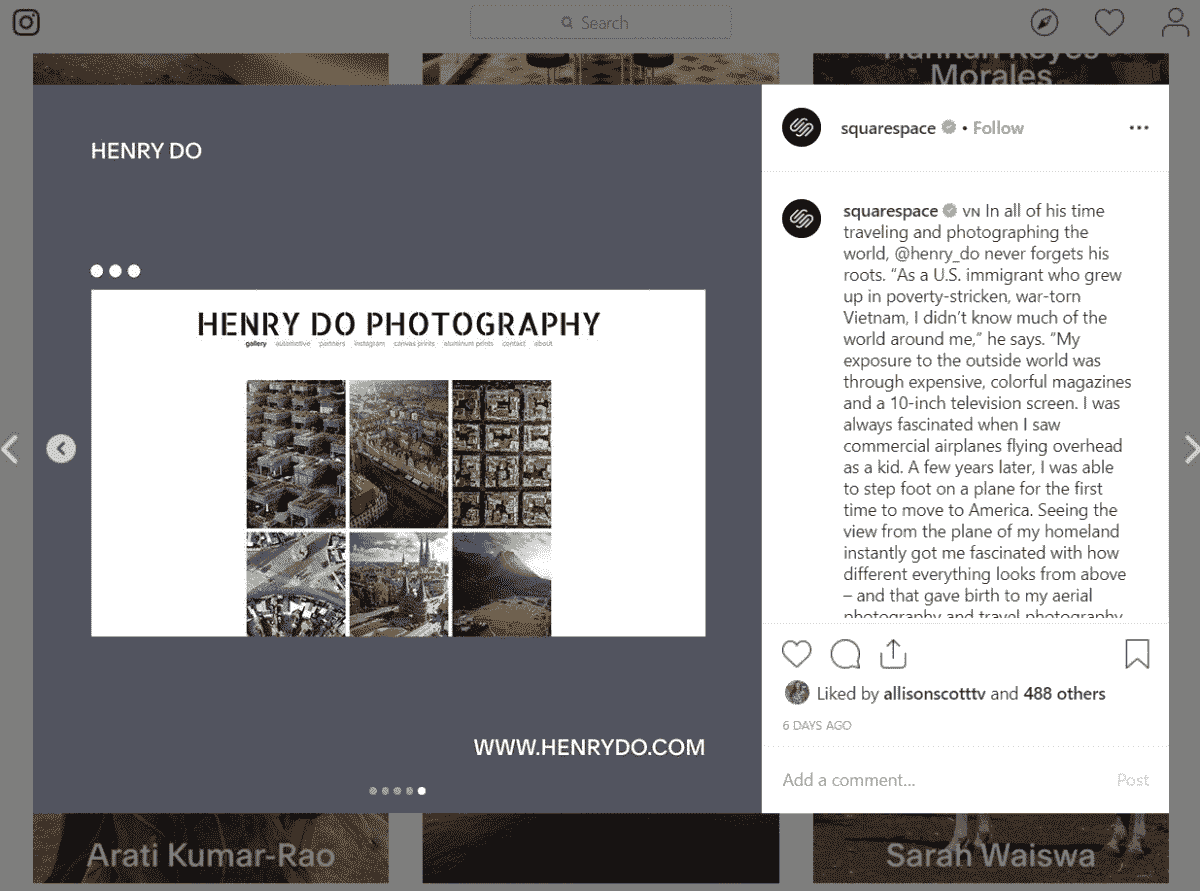 Search
Hannah Reyes
Morales
HENRY DO
HENRY DO PHOTOGRAPHY
gallery automotive partners instagram canvas prints aluminum prints contact about
WWW.HENRYDO.COM
squarespace • Follow
squarespace VN In all of his time
traveling and photographing the
world, @henry_do never forgets his
roots. “As a U.S. immigrant who grew
up in poverty-stricken, war-torn
Vietnam, I didn’t know much of the
world around me,” he says. “My
exposure to the outside world was
through expensive, colorful magazines
and a 10-inch television screen. I was
always fascinated when I saw
commercial airplanes flying overhead
as a kid. A few years later, I was able
to step foot on a plane for the first
time to move to America. Seeing the
view from the plane of my homeland
instantly got me fascinated with how
different everything looks from above
– and that gave birth to my aerial
photography and travel photography
Liked by allisonscotttv and 488 others
6 DAYS AGO
Add a comment... Post
Arati Kumar-Rao
Sarah Waiswa